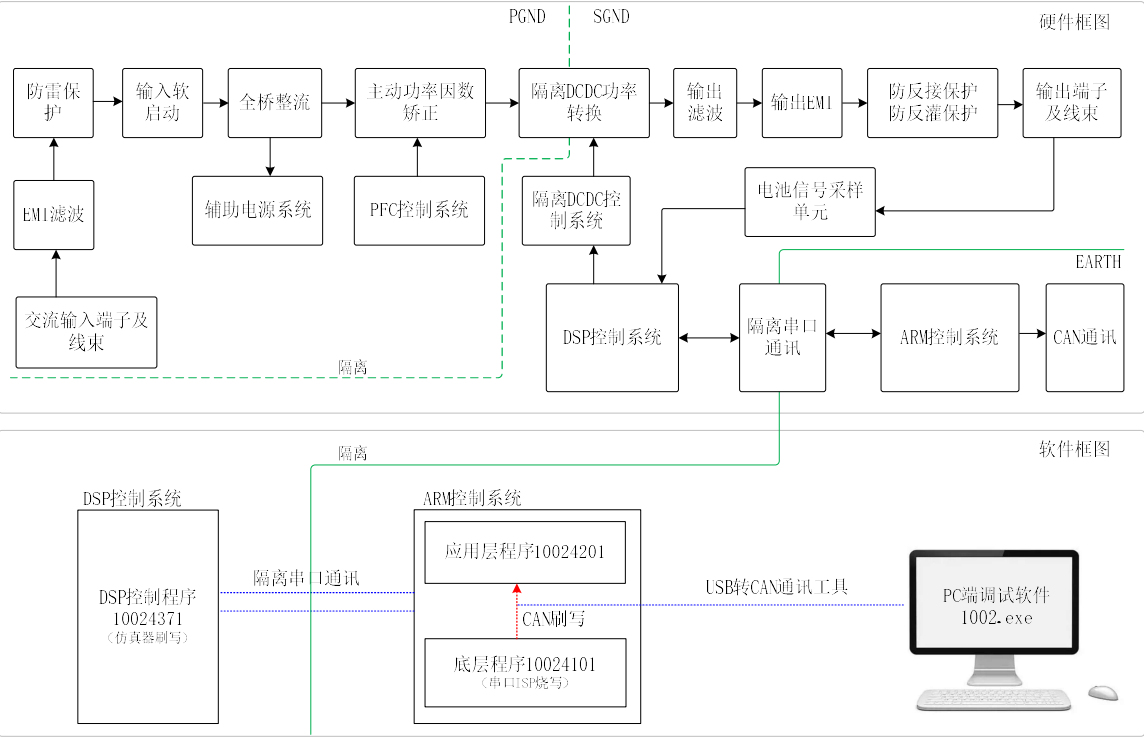 PGND
SGND
硬件框图
防雷保
护
输入软
启动
全桥整流
主动功率因数
矫正
隔离DCDC功率
转换
输出
滤波
输出EMI
防反接保护
防反灌保护
输出端子
及线束
EMI滤波
辅助电源系统
PFC控制系统
隔离DCDC控
制系统
电池信号采样
单元
EARTH
交流输入端子及
线束
DSP控制系统
隔离串口
通讯
ARM控制系统
CAN通讯
隔离
软件框图
隔离
DSP控制系统
ARM控制系统
应用层程序10024201
隔离串口通讯
DSP控制程序
10024371
(仿真器刷写)
CAN刷写
底层程序10024101
(串口ISP烧写)
USB转CAN通讯工具
PC端调试软件
1002.exe